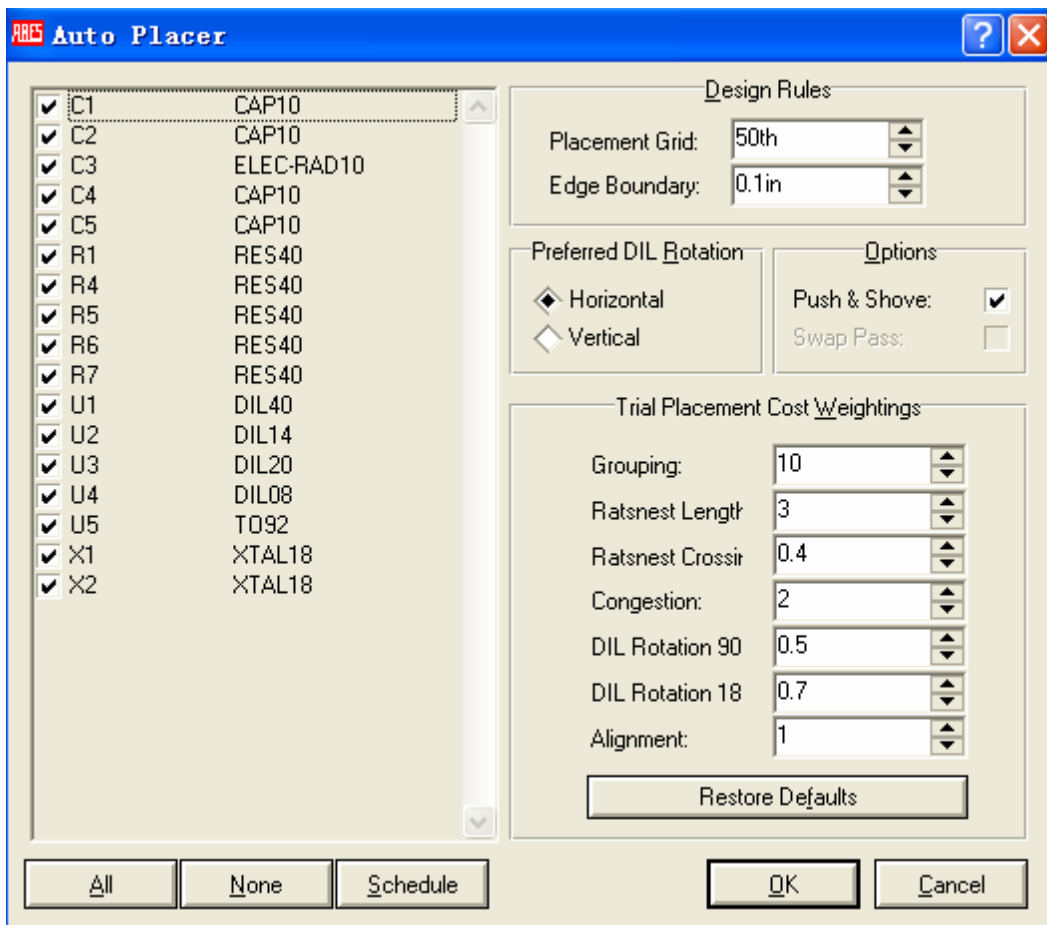 ARES Auto Placer
C1 CAP10
C2 CAP10
C3 ELEC-RAD10
C4 CAP10
C5 CAP10
R1 RES40
R4 RES40
R5 RES40
R6 RES40
R7 RES40
U1 DIL40
U2 DIL14
U3 DIL20
U4 DIL08
U5 TO92
X1 XTAL18
X2 XTAL18
All None Schedule
Design Rules
Placement Grid: 50th
Edge Boundary: 0.1in
Preferred DIL Rotation
Horizontal
Vertical
Options
Push & Shove:
Swap Pass:
Trial Placement Cost Weightings
Grouping: 10
Ratsnest Length 3
Ratsnest Crossin 0.4
Congestion: 2
DIL Rotation 90 0.5
DIL Rotation 18 0.7
Alignment: 1
Restore Defaults
OK Cancel